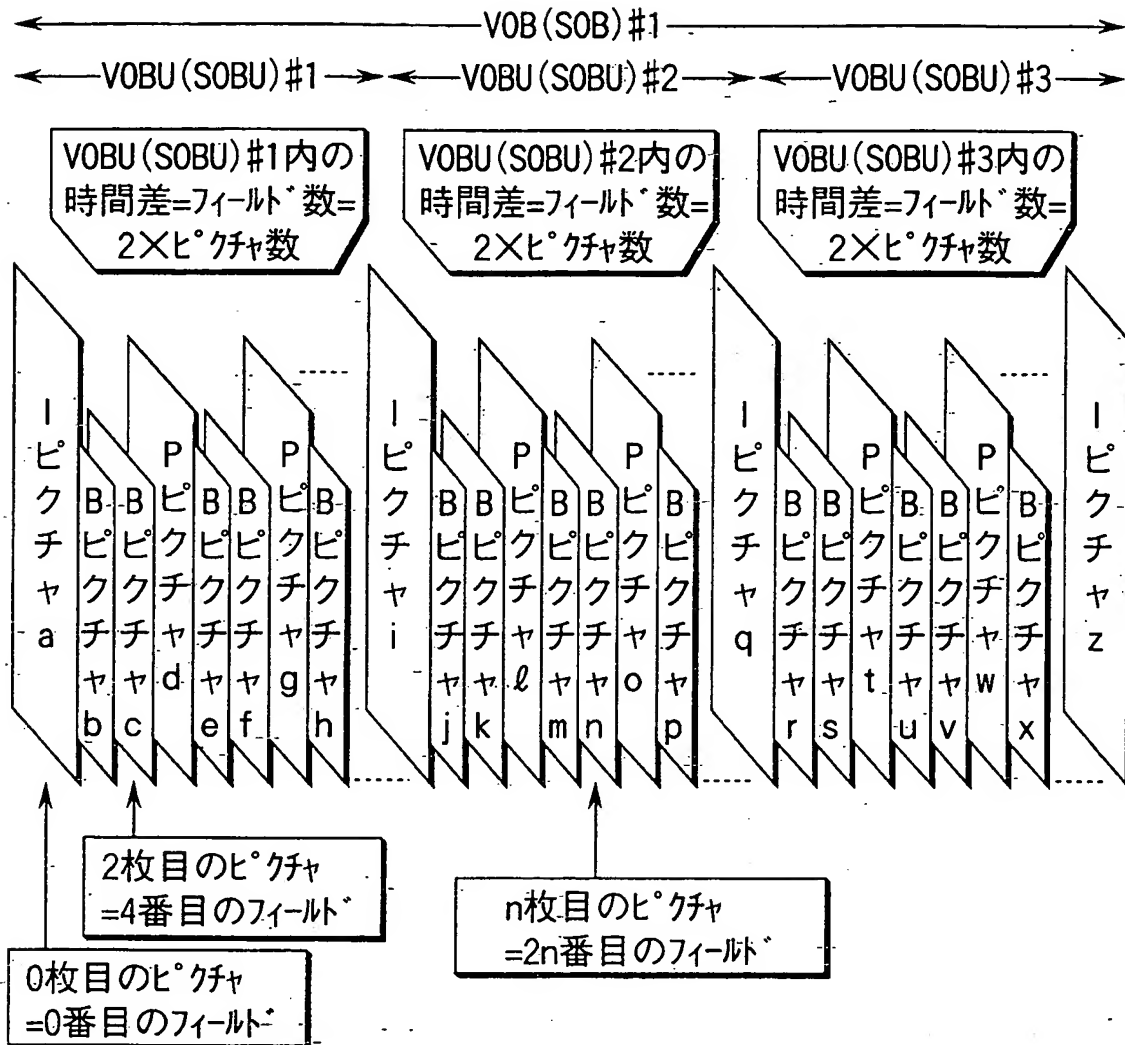 VOB(SOB)#1
VOBU(SOBU)#1
VOBU(SOBU)#2
VOBU(SOBU)#3
VOBU(SOBU)#1内の
時間差=フィールド数=
2×ピクチャ数
VOBU(SOBU)#2内の
時間差=フィールド数=
2×ピクチャ数
VOBU(SOBU)#3内の
時間差=フィールド数=
2×ピクチャ数
Iピクチャa
Bピクチャb
Bピクチャc
Pピクチャd
Bピクチャe
Bピクチャf
Pピクチャg
Bピクチャh
Iピクチャi
Bピクチャj
Bピクチャk
Pピクチャℓ
Bピクチャm
Bピクチャn
Pピクチャo
Bピクチャp
Iピクチャq
Bピクチャr
Bピクチャs
Pピクチャt
Bピクチャu
Bピクチャv
Pピクチャw
Bピクチャx
Iピクチャz
2枚目のピクチャ
=4番目のフィールド
n枚目のピクチャ
=2n番目のフィールド
0枚目のピクチャ
=0番目のフィールド